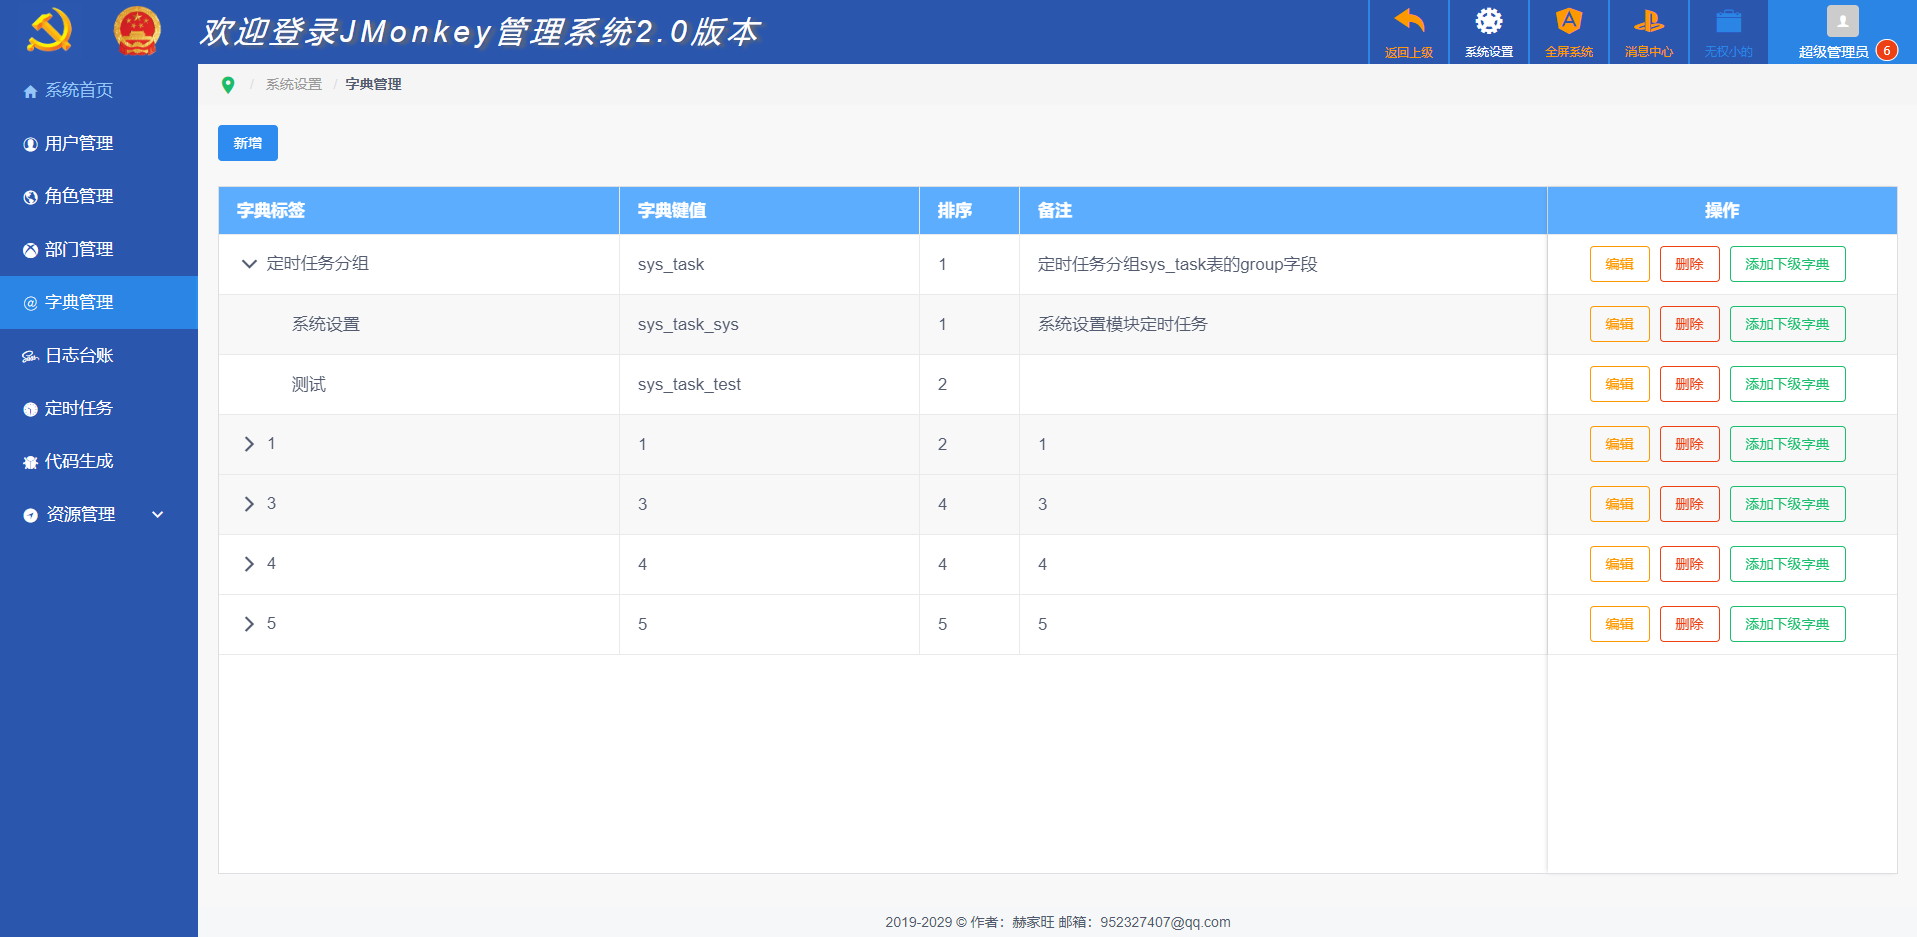 欢迎登录JMonkey管理系统2.0版本
返回上级
系统设置
全屏系统
消息中心
无权小的
超级管理员 6
系统首页
用户管理
角色管理
部门管理
字典管理
日志台账
定时任务
代码生成
资源管理
/ 系统设置 / 字典管理
新增
字典标签 字典键值 排序 备注 操作
定时任务分组 sys_task 1 定时任务分组sys_task表的group字段 编辑 删除 添加下级字典
系统设置 sys_task_sys 1 系统设置模块定时任务 编辑 删除 添加下级字典
测试 sys_task_test 2 编辑 删除 添加下级字典
1 1 2 1 编辑 删除 添加下级字典
3 3 4 3 编辑 删除 添加下级字典
4 4 4 4 编辑 删除 添加下级字典
5 5 5 5 编辑 删除 添加下级字典
2019-2029 © 作者：赫家旺 邮箱：952327407@qq.com